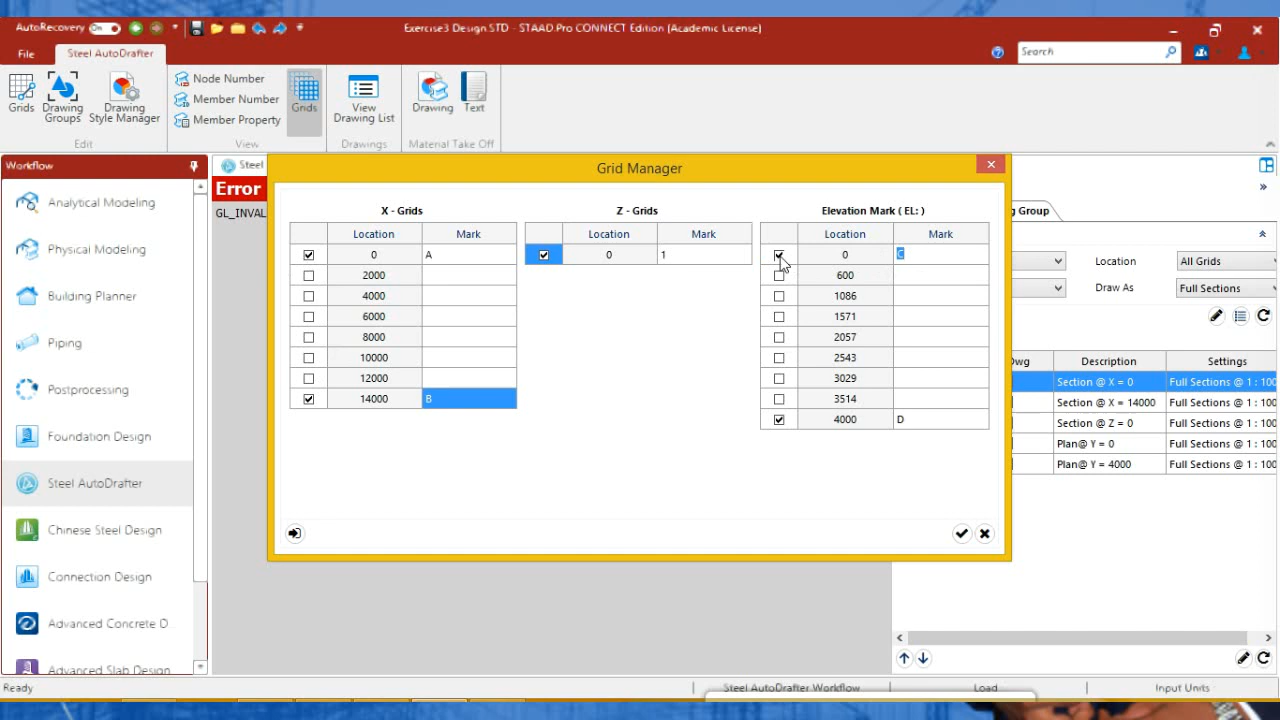 AutoRecovery On Exercise3 Design.STD - STAAD.Pro CONNECT Edition (Academic License)
File Steel AutoDrafter Search
Node Number
Member Number
Member Property
Grids Drawing Groups Drawing Style Manager Grids View Drawing List Drawing Text
Edit View Drawings Material Take Off
Workflow Steel
Grid Manager
Error
GL_INVAL
Analytical Modeling
Physical Modeling
Building Planner
Piping
Postprocessing
Foundation Design
Steel AutoDrafter
Chinese Steel Design
Connection Design
Advanced Concrete D...
Advanced Slab Design
X - Grids Z - Grids Elevation Mark ( EL: )
Location Mark Location Mark Location Mark
0 A 0 1 0 C
2000 600
4000 1086
6000 1571
8000 2057
10000 2543
12000 3029
14000 B 3514
4000 D
g Group
Location All Grids
Draw As Full Sections
Dwg Description Settings
Section @ X = 0 Full Sections @ 1 : 100
Section @ X = 14000 Full Sections @ 1 : 100
Section @ Z = 0 Full Sections @ 1 : 100
Plan@ Y = 0 Full Sections @ 1 : 100
Plan@ Y = 4000 Full Sections @ 1 : 100
Ready Steel AutoDrafter Workflow Load Input Units